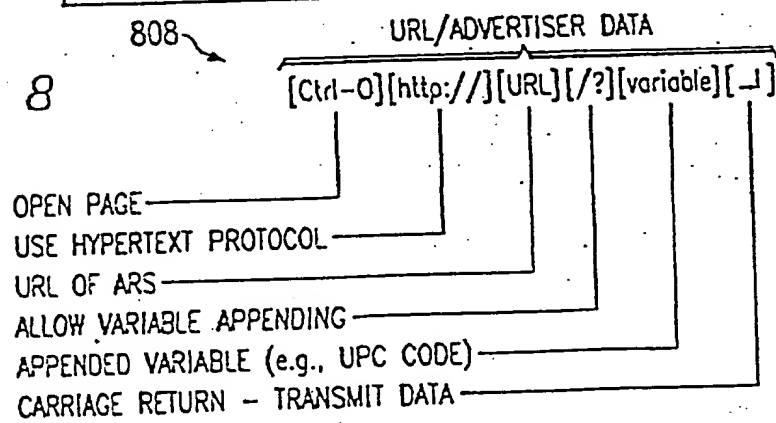 808
URL/ADVERTISER DATA
8
[Ctrl-O][http://][URL][/?][variable][↵]
OPEN PAGE
USE HYPERTEXT PROTOCOL
URL OF ARS
ALLOW VARIABLE APPENDING
APPENDED VARIABLE (e.g., UPC CODE)
CARRIAGE RETURN – TRANSMIT DATA